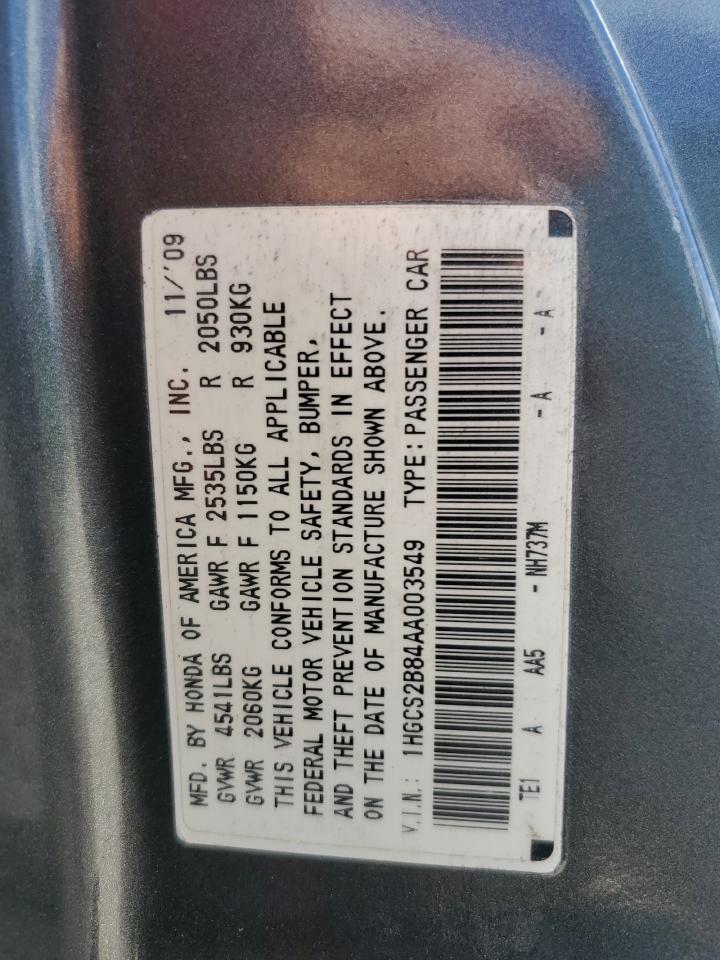 MFD. BY HONDA OF AMERICA MFG., INC. 11/'09
GVWR 4541LBS GAWR F 2535LBS R 2050LBS
GVWR 2060KG GAWR F 1150KG R 930KG
THIS VEHICLE CONFORMS TO ALL APPLICABLE
FEDERAL MOTOR VEHICLE SAFETY, BUMPER,
AND THEFT PREVENTION STANDARDS IN EFFECT
ON THE DATE OF MANUFACTURE SHOWN ABOVE.
V.I.N.: 1HGCS2B84AA003549 TYPE:PASSENGER CAR
TE1 A AA5 - NH737M - A - A